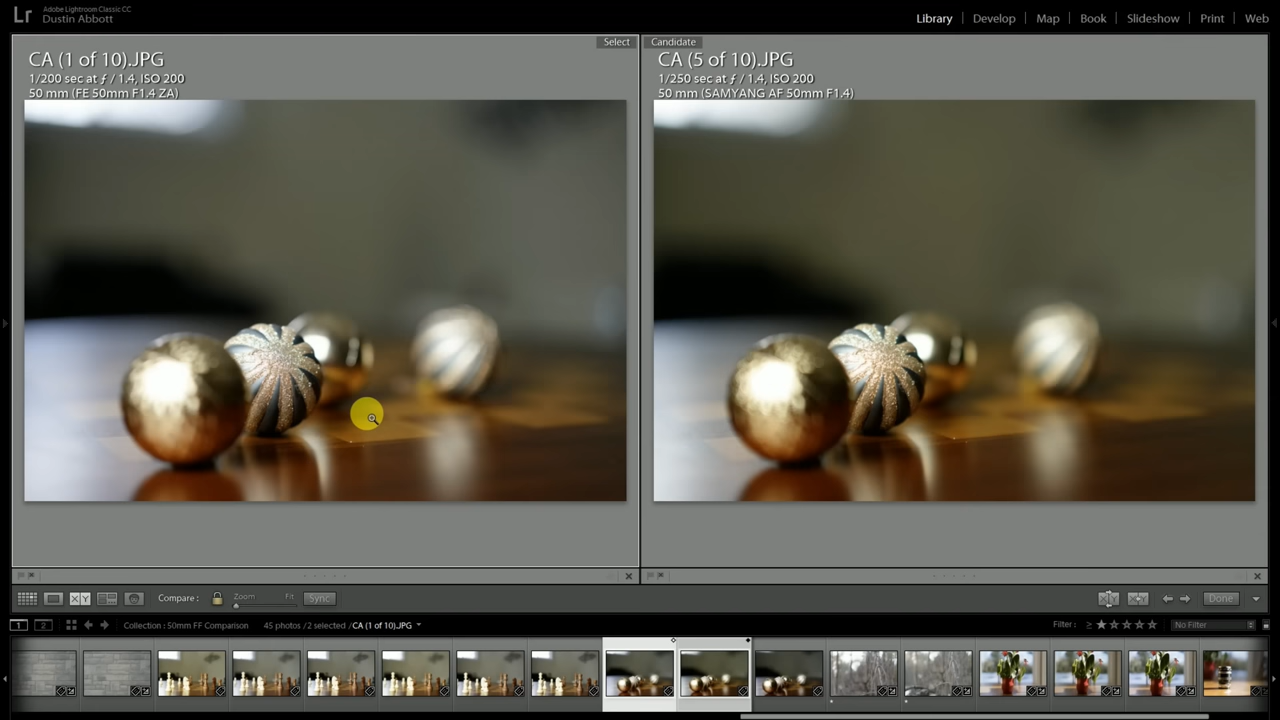 Lr
Adobe Lightroom Classic CC
Dustin Abbott
Library | Develop | Map | Book | Slideshow | Print | Web
Select
CA (1 of 10).JPG
1/200 sec at ƒ / 1.4, ISO 200
50 mm (FE 50mm F1.4 ZA)
Candidate
CA (5 of 10).JPG
1/250 sec at ƒ / 1.4, ISO 200
50 mm (SAMYANG AF 50mm F1.4)
XY Compare : Zoom Fit Sync Done
1 2 Collection : 50mm FF Comparison 45 photos / 2 selected / CA (1 of 10).JPG Filter : ≥ ★★★★★ No Filter